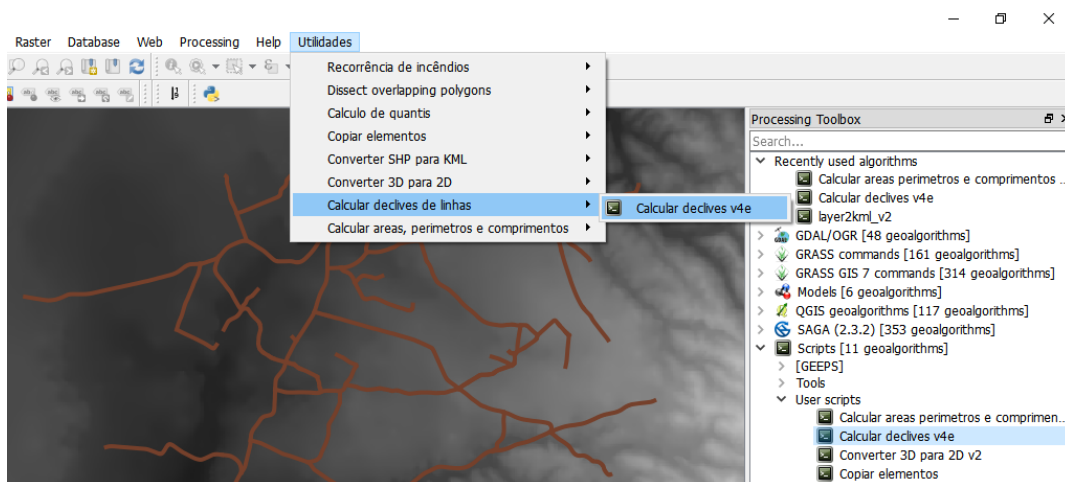 Raster Database Web Processing Help Utilidades
Recorrência de incêndios
Dissect overlapping polygons
Calculo de quantis
Copiar elementos
Converter SHP para KML
Converter 3D para 2D
Calcular declives de linhas
Calcular areas, perimetros e comprimentos
Calcular declives v4e
Processing Toolbox
Search...
Recently used algorithms
Calcular areas perimetros e comprimentos ...
Calcular declives v4e
layer2kml_v2
GDAL/OGR [48 geoalgorithms]
GRASS commands [161 geoalgorithms]
GRASS GIS 7 commands [314 geoalgorithms]
Models [6 geoalgorithms]
QGIS geoalgorithms [117 geoalgorithms]
SAGA (2.3.2) [353 geoalgorithms]
Scripts [11 geoalgorithms]
[GEEPS]
Tools
User scripts
Calcular areas perimetros e comprimen...
Calcular declives v4e
Converter 3D para 2D v2
Copiar elementos